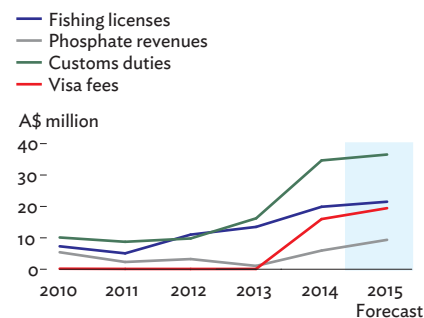 Fishing licenses
Phosphate revenues
Customs duties
Visa fees
A$ million
40
30
20
10
0
2010 2011 2012 2013 2014 2015
Forecast